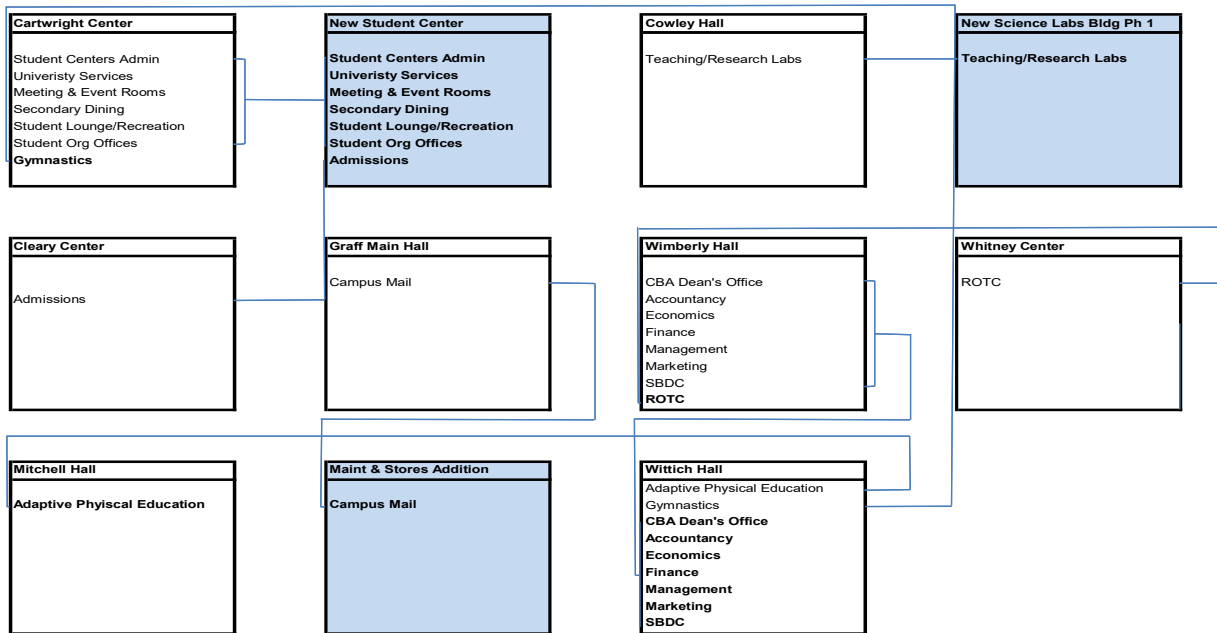 Cartwright Center
Student Centers Admin
Univeristy Services
Meeting & Event Rooms
Secondary Dining
Student Lounge/Recreation
Student Org Offices
Gymnastics
New Student Center
Student Centers Admin
Univeristy Services
Meeting & Event Rooms
Secondary Dining
Student Lounge/Recreation
Student Org Offices
Admissions
Cowley Hall
Teaching/Research Labs
New Science Labs Bldg Ph 1
Teaching/Research Labs
Cleary Center
Admissions
Graff Main Hall
Campus Mail
Wimberly Hall
CBA Dean's Office
Accountancy
Economics
Finance
Management
Marketing
SBDC
ROTC
Whitney Center
ROTC
Mitchell Hall
Adaptive Phyiscal Education
Maint & Stores Addition
Campus Mail
Wittich Hall
Adaptive Physical Education
Gymnastics
CBA Dean's Office
Accountancy
Economics
Finance
Management
Marketing
SBDC